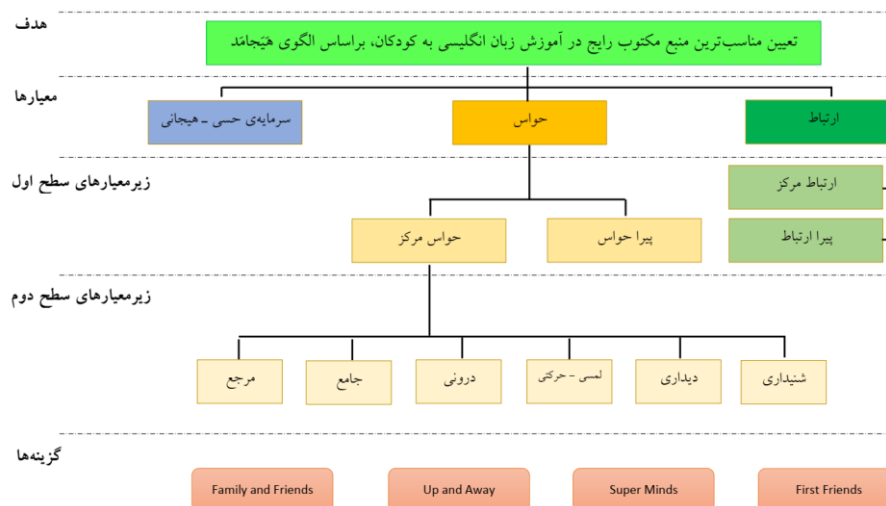 هدف
تعیین مناسب‌ترین منبع مکتوب رایج در آموزش زبان انگلیسی به کودکان، براساس الگوی هَیَجامَد
معیارها
ارتباط
حواس
سرمایه‌ی حسی - هیجانی
زیرمعیارهای سطح اول
ارتباط مرکز
پیرا ارتباط
پیرا حواس
حواس مرکز
زیرمعیارهای سطح دوم
شنیداری
دیداری
لمسی - حرکتی
درونی
جامع
مرجع
گزینه‌ها
Family and Friends
Up and Away
Super Minds
First Friends